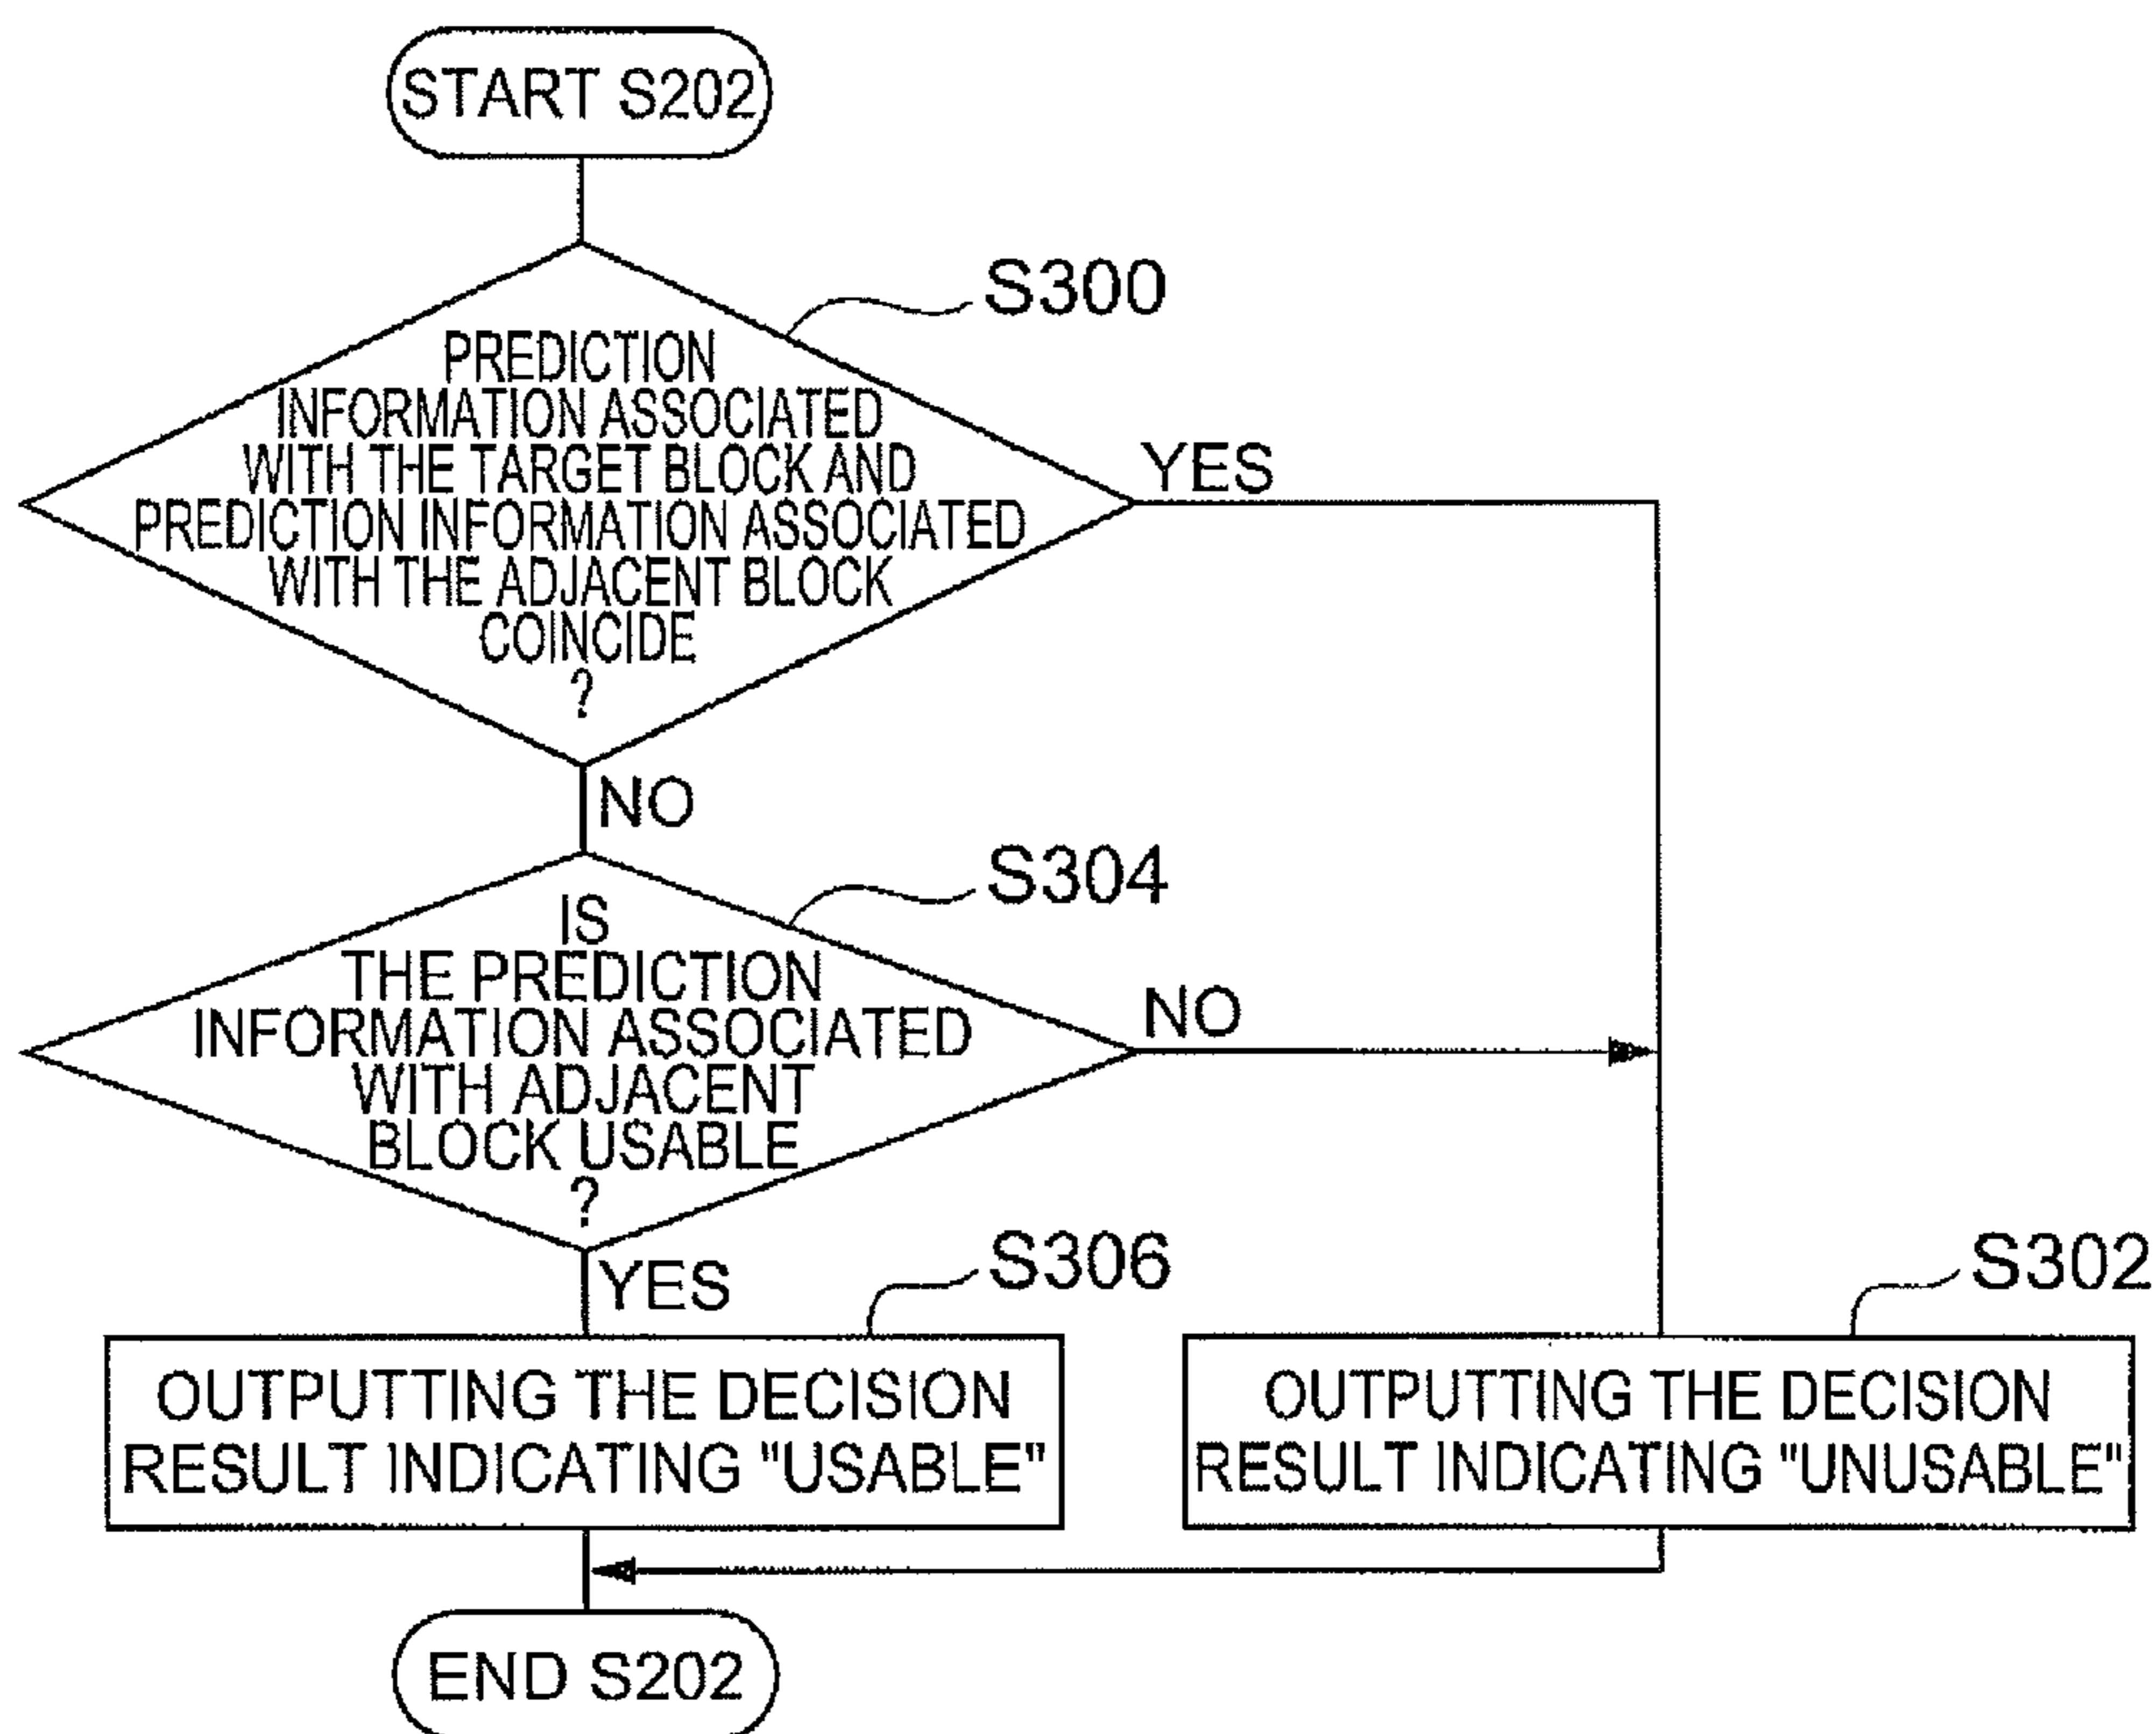 START S202
S300
PREDICTION
INFORMATION ASSOCIATED
WITH THE TARGET BLOCK AND
PREDICTION INFORMATION ASSOCIATED
WITH THE ADJACENT BLOCK
COINCIDE
?
YES
NO
S304
IS
THE PREDICTION
INFORMATION ASSOCIATED
WITH ADJACENT
BLOCK USABLE
?
NO
YES
S306
OUTPUTTING THE DECISION
RESULT INDICATING "USABLE"
S302
OUTPUTTING THE DECISION
RESULT INDICATING "UNUSABLE"
END S202